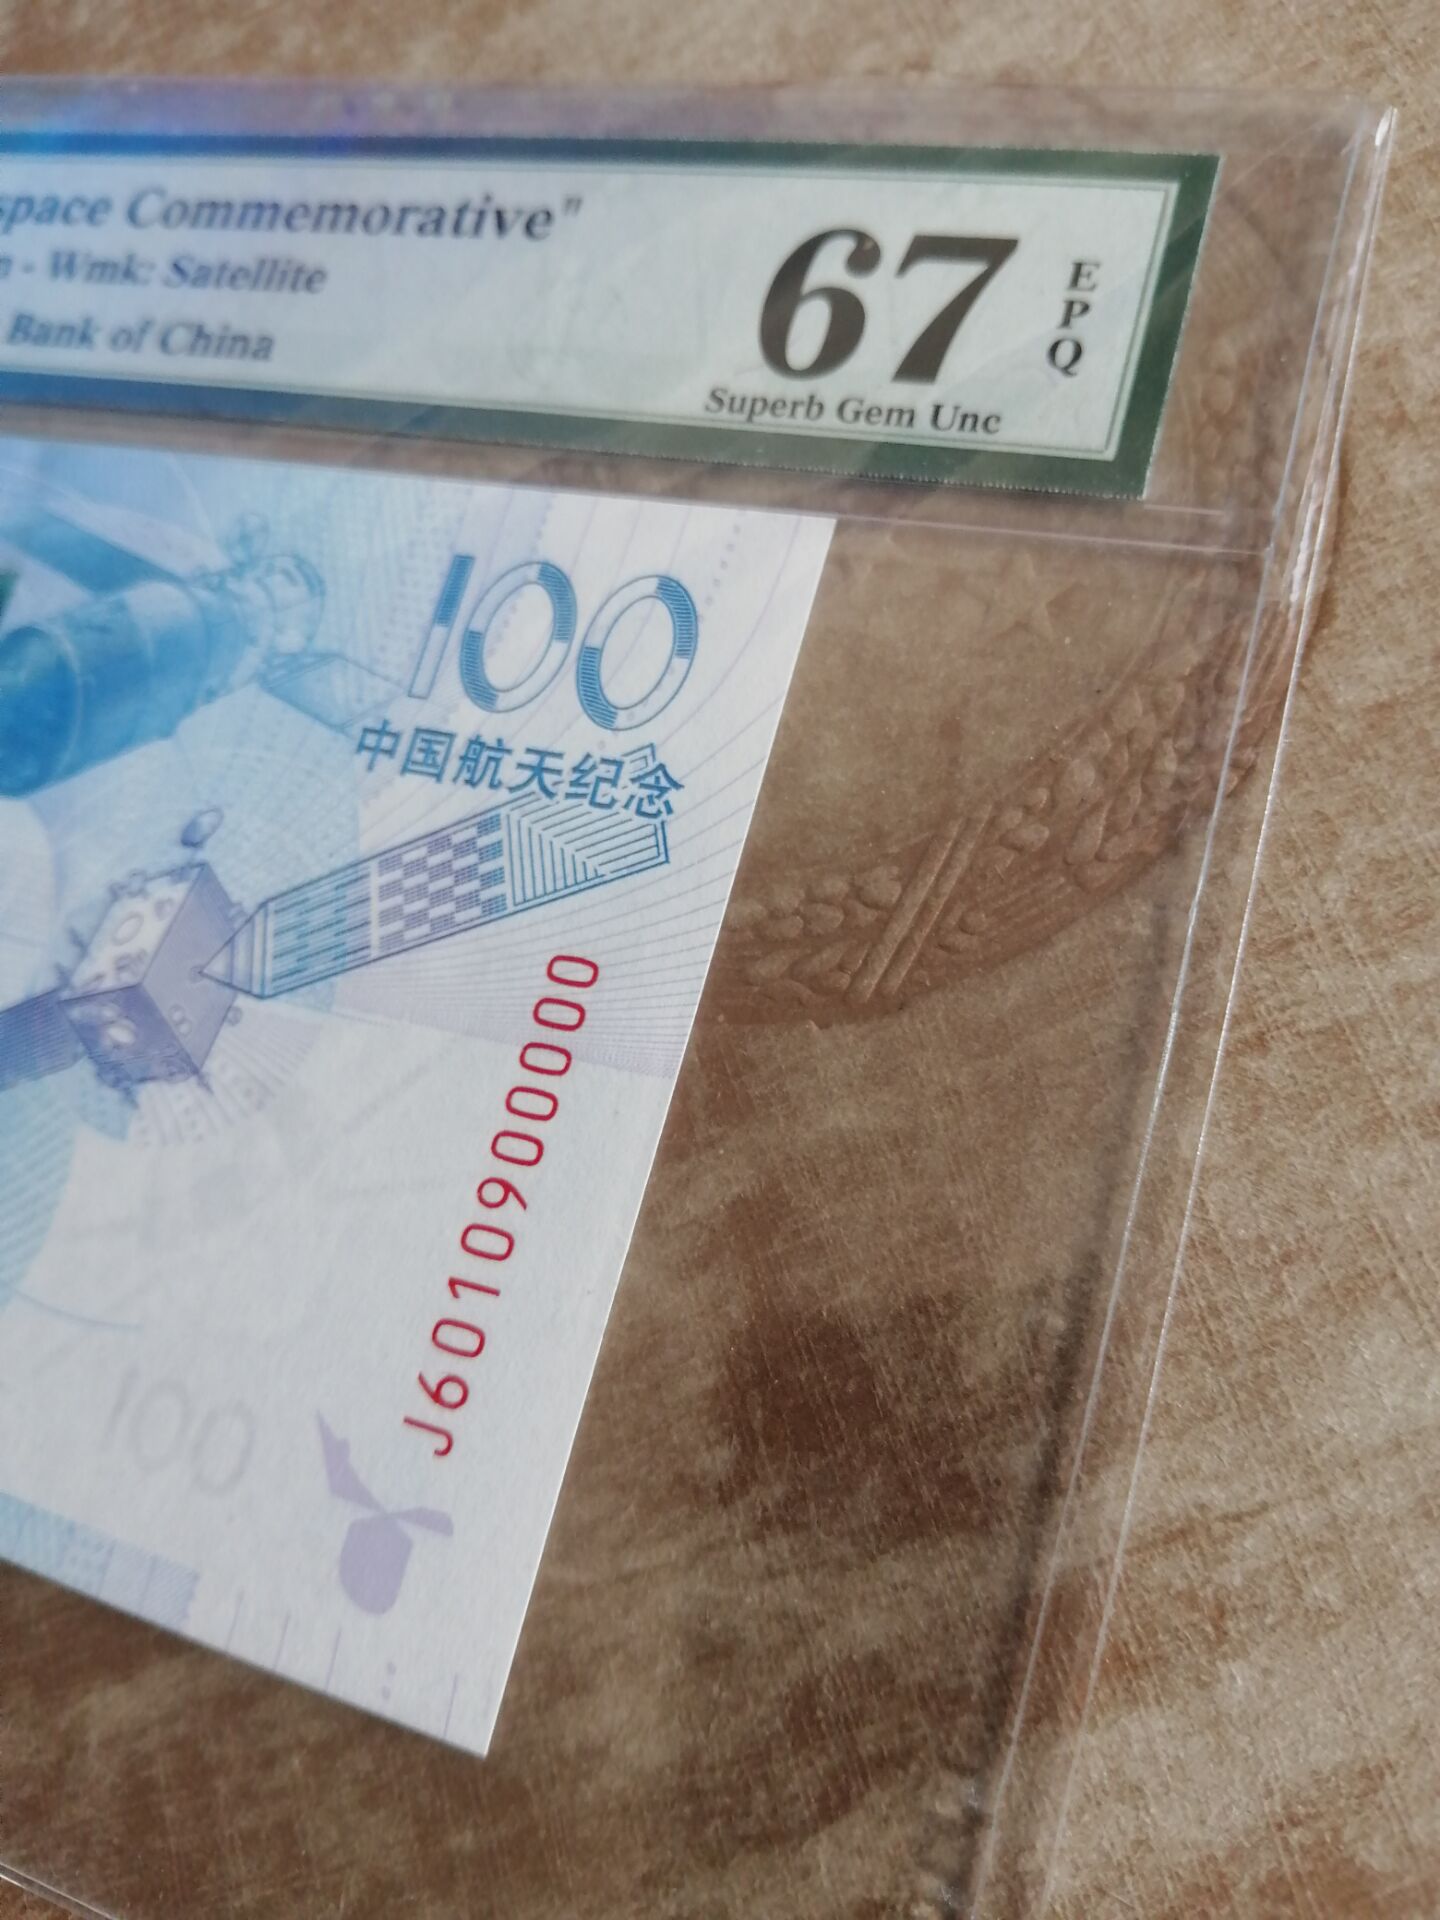 space Commemorative"
n - Wmk: Satellite
Bank of China
67
EPQ
Superb Gem Unc
100
中国航天纪念
J6010900000
100